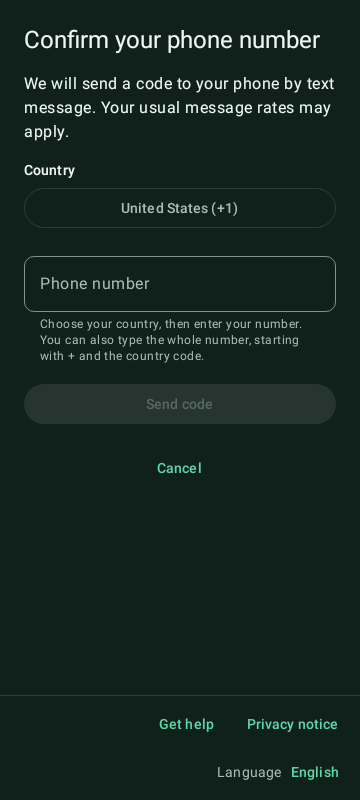 Confirm your phone number
We will send a code to your phone by text
message. Your usual message rates may
apply.
Country
United States (+1)
Phone number
Choose your country, then enter your number.
You can also type the whole number, starting
with + and the country code.
Send code
Cancel
Get help
Privacy notice
Language English